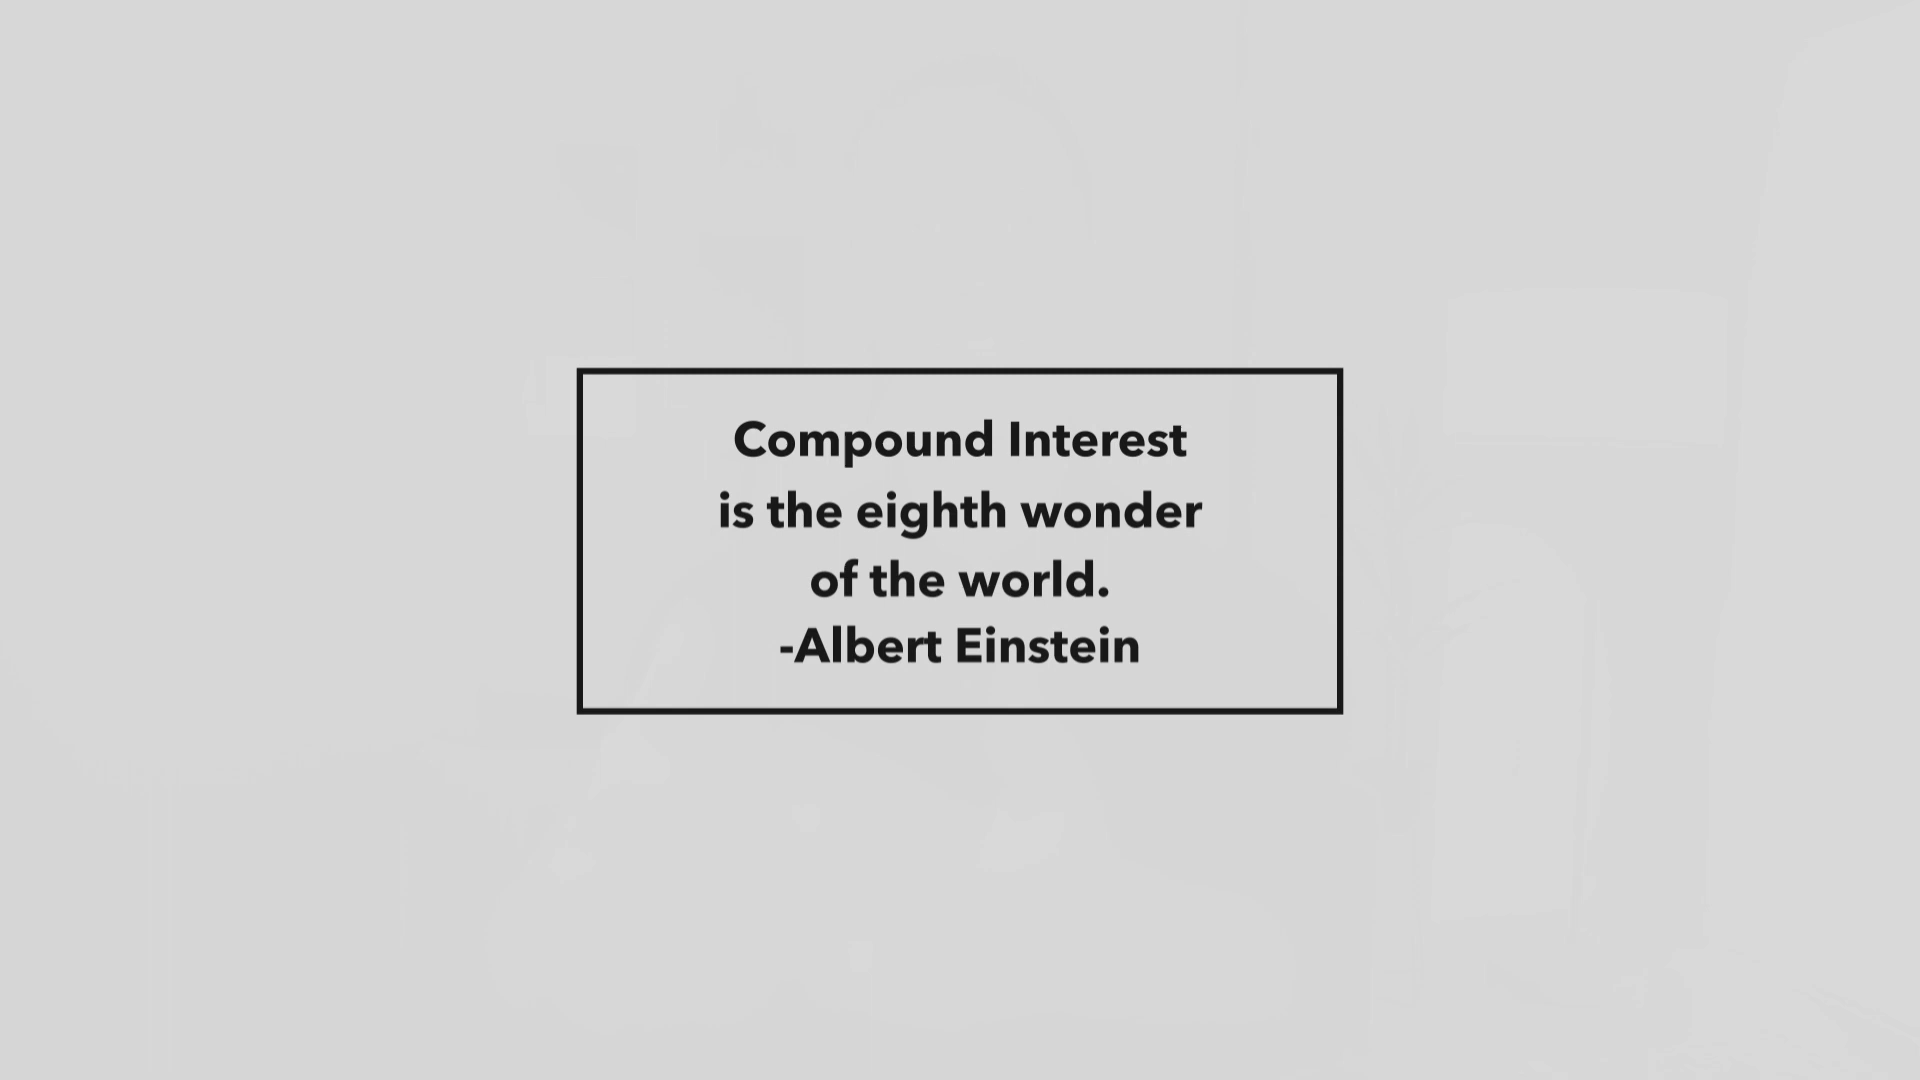 Compound Interest
is the eighth wonder
of the world.
-Albert Einstein